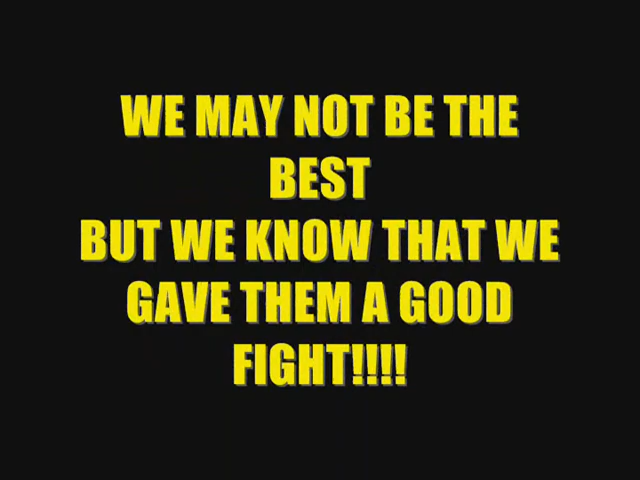 WE MAY NOT BE THE
BEST
BUT WE KNOW THAT WE
GAVE THEM A GOOD
FIGHT!!!!